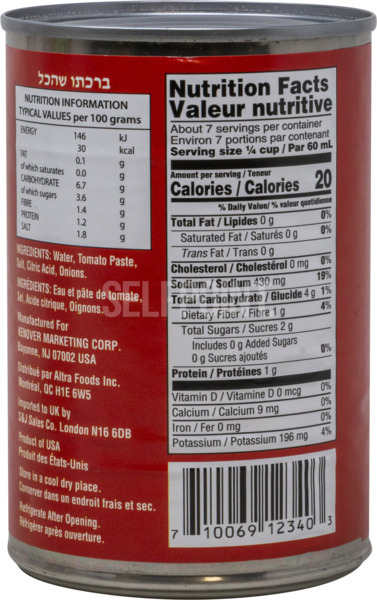 ברכתו שהכל
NUTRITION INFORMATION
TYPICAL VALUES per 100 grams
ENERGY 146 kJ
30 kcal
FAT 0.1 g
of which saturates 0.0 g
CARBOHYDRATE 6.7 g
of which sugars 3.6 g
FIBRE 1.4 g
PROTEIN 1.2 g
SALT 1.8 g
INGREDIENTS: Water, Tomato Paste,
Salt, Citric Acid, Onions.
INGRÉDIENTS: Eau et pâte de tomate,
Sel, Acide citrique, Oignons.
Manufactured For
KENOVER MARKETING CORP.
Bayonne, NJ 07002 USA
Distribué par Altra Foods Inc.
Montréal, QC H1E 6W5
Imported to UK by
S&J Sales Co. London N16 6DB
Product of USA
Produit des États-Unis
Store in a cool dry place.
Conserver dans un endroit frais et sec.
Refrigerate After Opening.
Réfrigérer après ouverture.
Nutrition Facts
Valeur nutritive
About 7 servings per container
Environ 7 portions par contenant
Serving size ¼ cup / Par 60 mL
Amount per serving / Teneur
Calories / Calories 20
% Daily Value / % valeur quotidienne
Total Fat / Lipides 0 g 0%
Saturated Fat / Saturés 0 g 0%
Trans Fat / Trans 0 g
Cholesterol / Cholestérol 0 mg 0%
Sodium / Sodium 430 mg 19%
Total Carbohydrate / Glucide 4 g 1%
Dietary Fiber / Fibre 1 g 4%
Total Sugars / Sucres 2 g
Includes 0 g Added Sugars 0%
0 g Sucres ajoutés
Protein / Protéines 1 g
Vitamin D / Vitamine D 0 mcg 0%
Calcium / Calcium 9 mg 0%
Iron / Fer 0 mg 0%
Potassium / Potassium 196 mg 4%
7 10069 12340 3